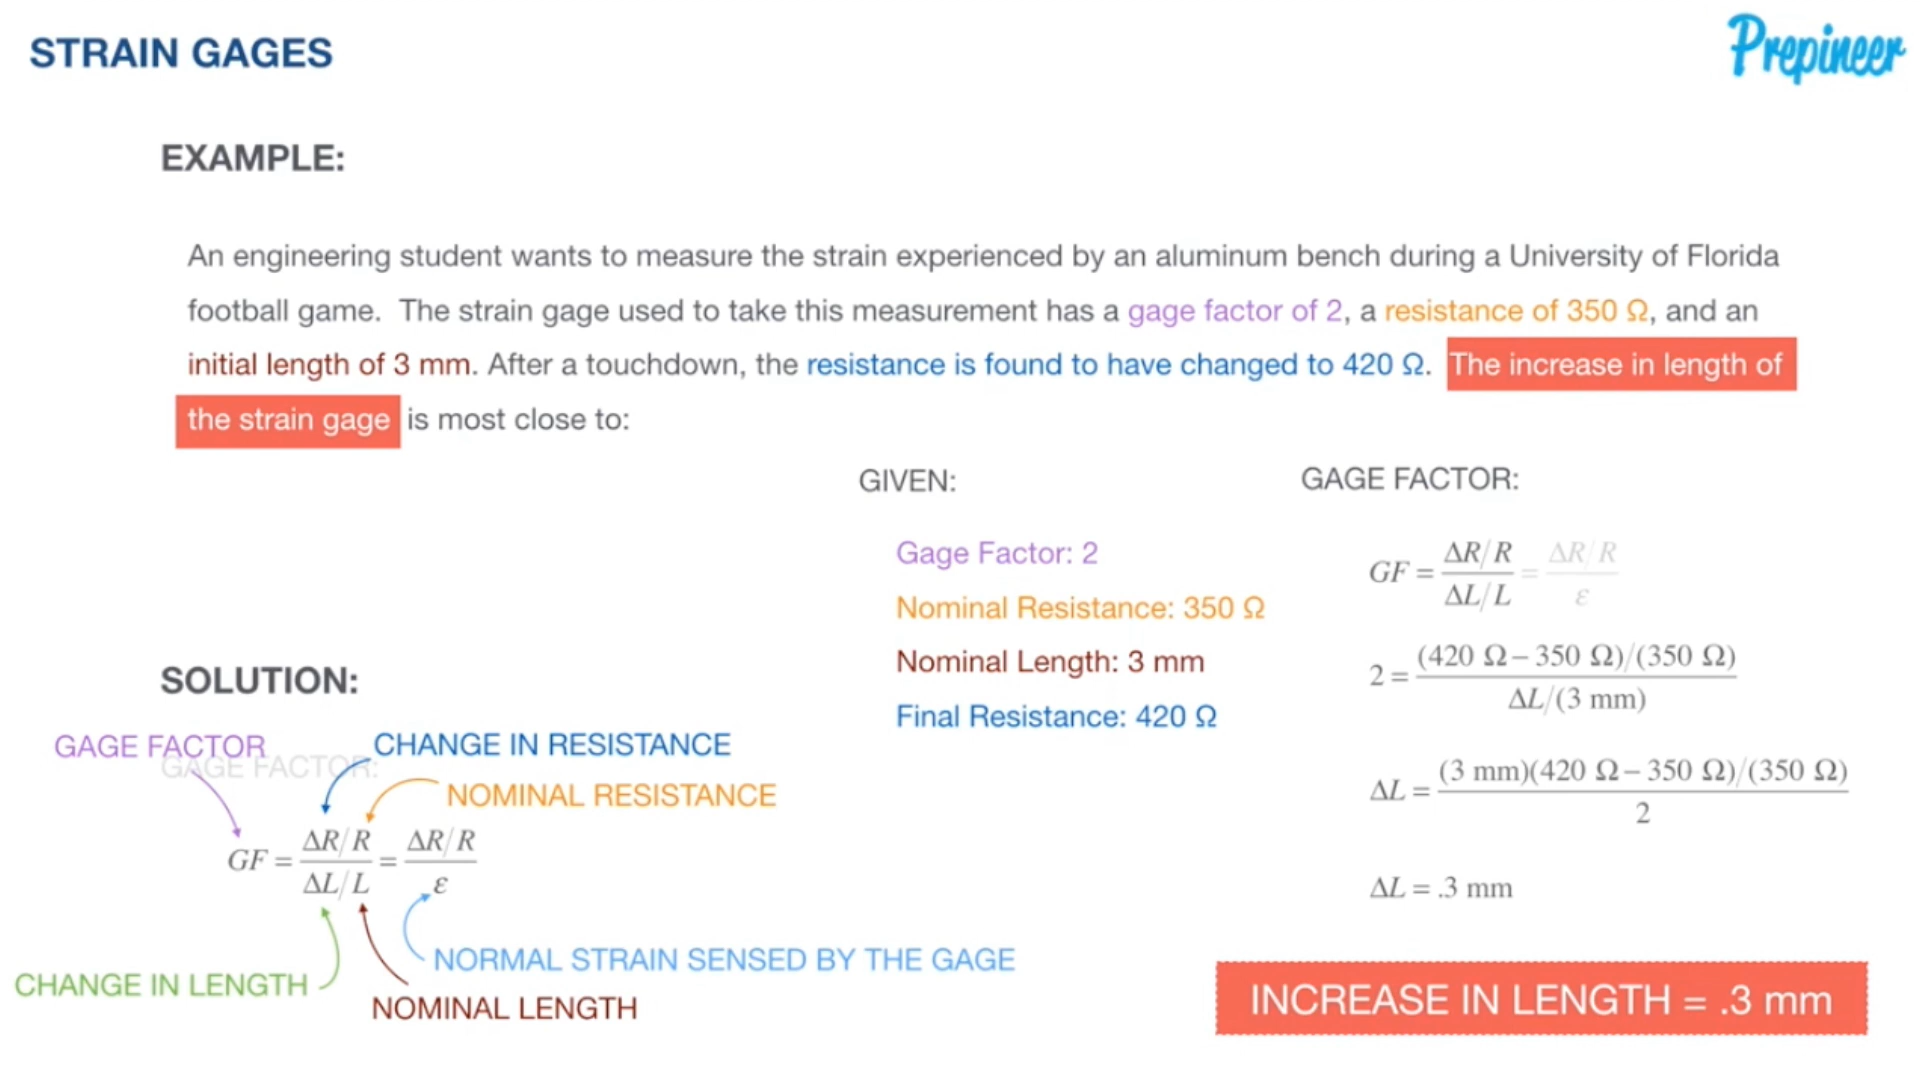 STRAIN GAGES
Prepineer
EXAMPLE:
An engineering student wants to measure the strain experienced by an aluminum bench during a University of Florida
football game. The strain gage used to take this measurement has a gage factor of 2, a resistance of 350 Ω, and an
initial length of 3 mm. After a touchdown, the resistance is found to have changed to 420 Ω. The increase in length of
the strain gage is most close to:
GIVEN:
Gage Factor: 2
Nominal Resistance: 350 Ω
Nominal Length: 3 mm
Final Resistance: 420 Ω
GAGE FACTOR:
GF = ΔR/R / ΔL/L = ΔR/R / ε
2 = (420 Ω – 350 Ω)/(350 Ω) / ΔL/(3 mm)
ΔL = (3 mm)(420 Ω – 350 Ω)/(350 Ω) / 2
ΔL = .3 mm
INCREASE IN LENGTH = .3 mm
SOLUTION:
GAGE FACTOR
GAGE FACTOR:
CHANGE IN RESISTANCE
NOMINAL RESISTANCE
GF = ΔR/R / ΔL/L = ΔR/R / ε
NORMAL STRAIN SENSED BY THE GAGE
CHANGE IN LENGTH
NOMINAL LENGTH